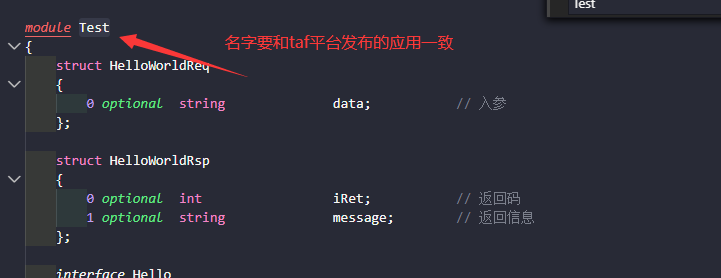 Test
module Test
名字要和taf平台发布的应用一致
{
struct HelloWorldReq
{
0 optional string data; // 入参
};
struct HelloWorldRsp
{
0 optional int iRet; // 返回码
1 optional string message; // 返回信息
};
interface Hello